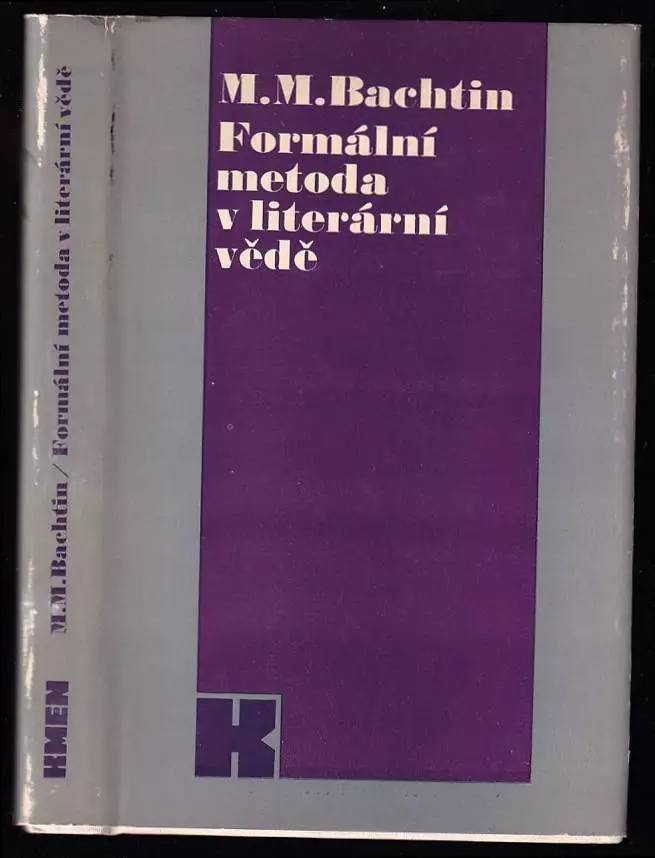 M.M.Bachtin
Formální
metoda
v literární
vědě
K
M.M.Bachtin / Formální metoda v literární vědě
KMEN